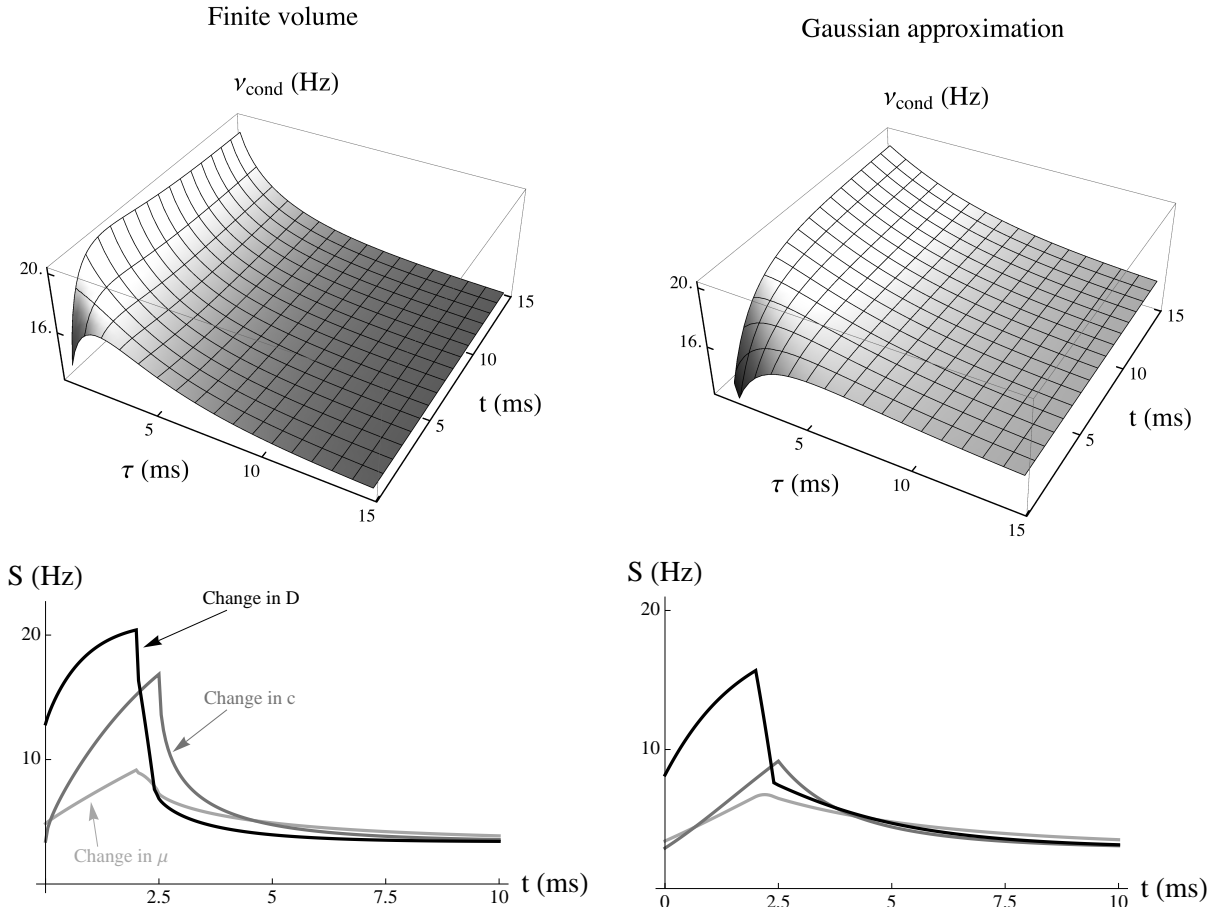 Finite volume
Gaussian approximation
ν_cond (Hz)
ν_cond (Hz)
20.
16.
5
10
15
τ (ms)
5
10
15
t (ms)
20.
16.
5
10
15
τ (ms)
5
10
15
t (ms)
S (Hz)
20
10
Change in D
Change in c
Change in μ
2.5
5
7.5
10
t (ms)
S (Hz)
20
10
0
2.5
5
7.5
10
t (ms)